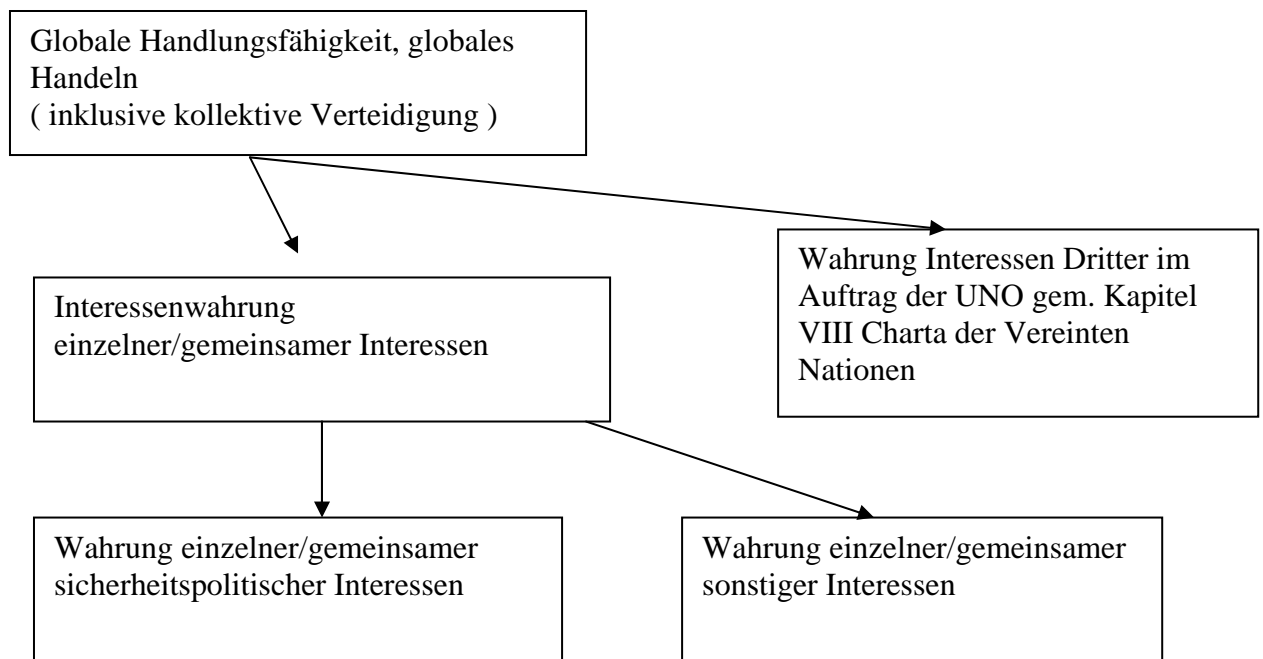 Globale Handlungsfähigkeit, globales
Handeln
( inklusive kollektive Verteidigung )
Wahrung Interessen Dritter im
Auftrag der UNO gem. Kapitel
VIII Charta der Vereinten
Nationen
Interessenwahrung
einzelner/gemeinsamer Interessen
Wahrung einzelner/gemeinsamer
sicherheitspolitischer Interessen
Wahrung einzelner/gemeinsamer
sonstiger Interessen